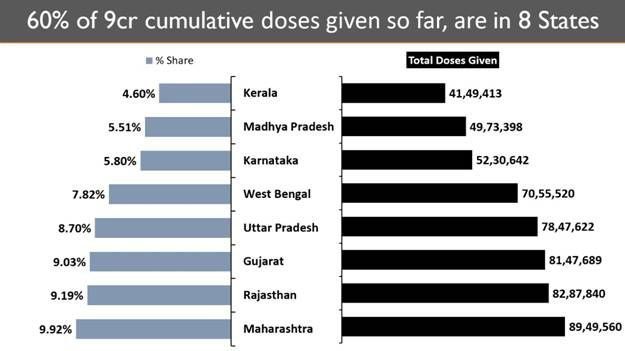 60% of 9cr cumulative doses given so far, are in 8 States
% Share
Total Doses Given
4.60% Kerala 41,49,413
5.51% Madhya Pradesh 49,73,398
5.80% Karnataka 52,30,642
7.82% West Bengal 70,55,520
8.70% Uttar Pradesh 78,47,622
9.03% Gujarat 81,47,689
9.19% Rajasthan 82,87,840
9.92% Maharashtra 89,49,560